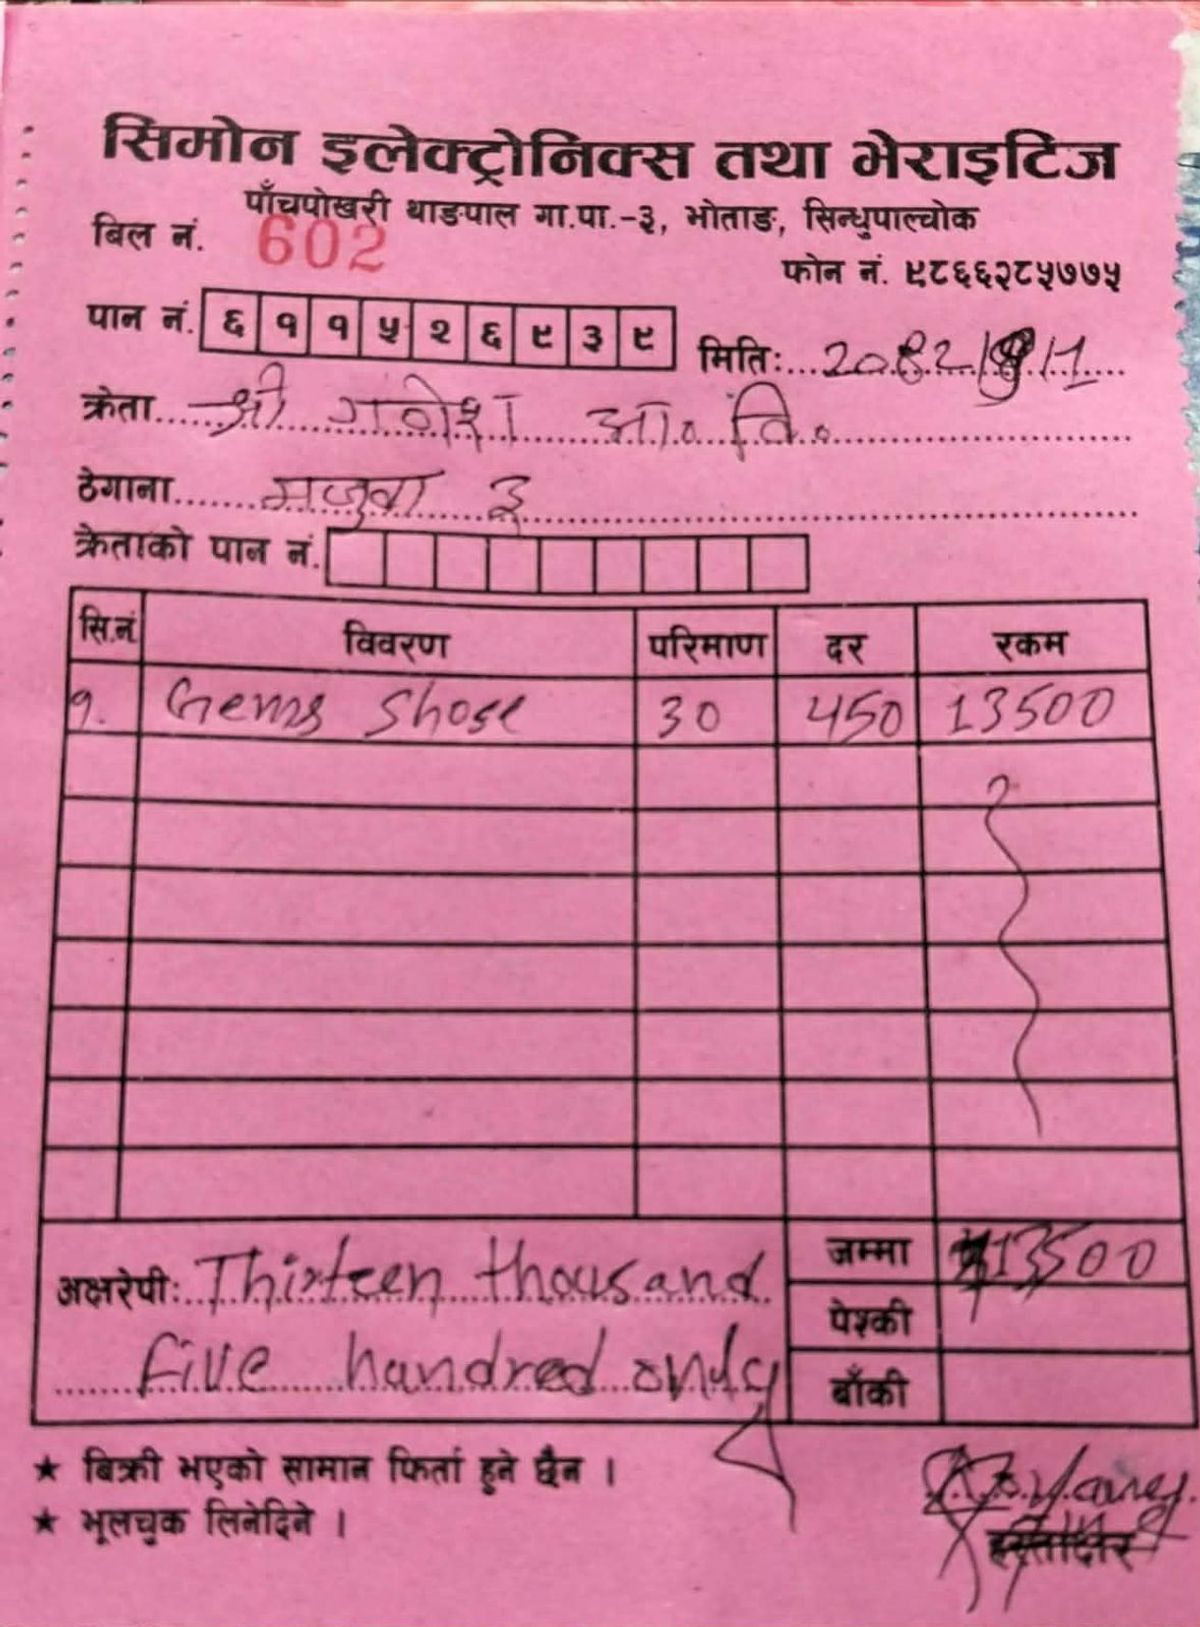 सिमोन इलेक्ट्रोनिक्स तथा भेराइटिज
पाँचपोखरी थाङपाल गा.पा.-३, भोताङ, सिन्धुपाल्चोक
बिल नं. 602
फोन नं. ९८६६२८५७७५
पान नं. ६ १ १ ५ २ ६ ९ ३ ९
मितिः 2082/ /1
क्रेता श्री गणेश आ. वि.
ठेगाना मजुवा
क्रेताको पान नं.
सि.नं विवरण परिमाण दर रकम
१. Gems Shose 30 450 13500
अक्षरेपीः Thirteen thousand
five handred only
जम्मा 13500
पेश्की
बाँकी
★ बिक्री भएको सामान फिर्ता हुने छैन ।
★ भूलचुक लिनेदिने ।
हस्ताक्षर